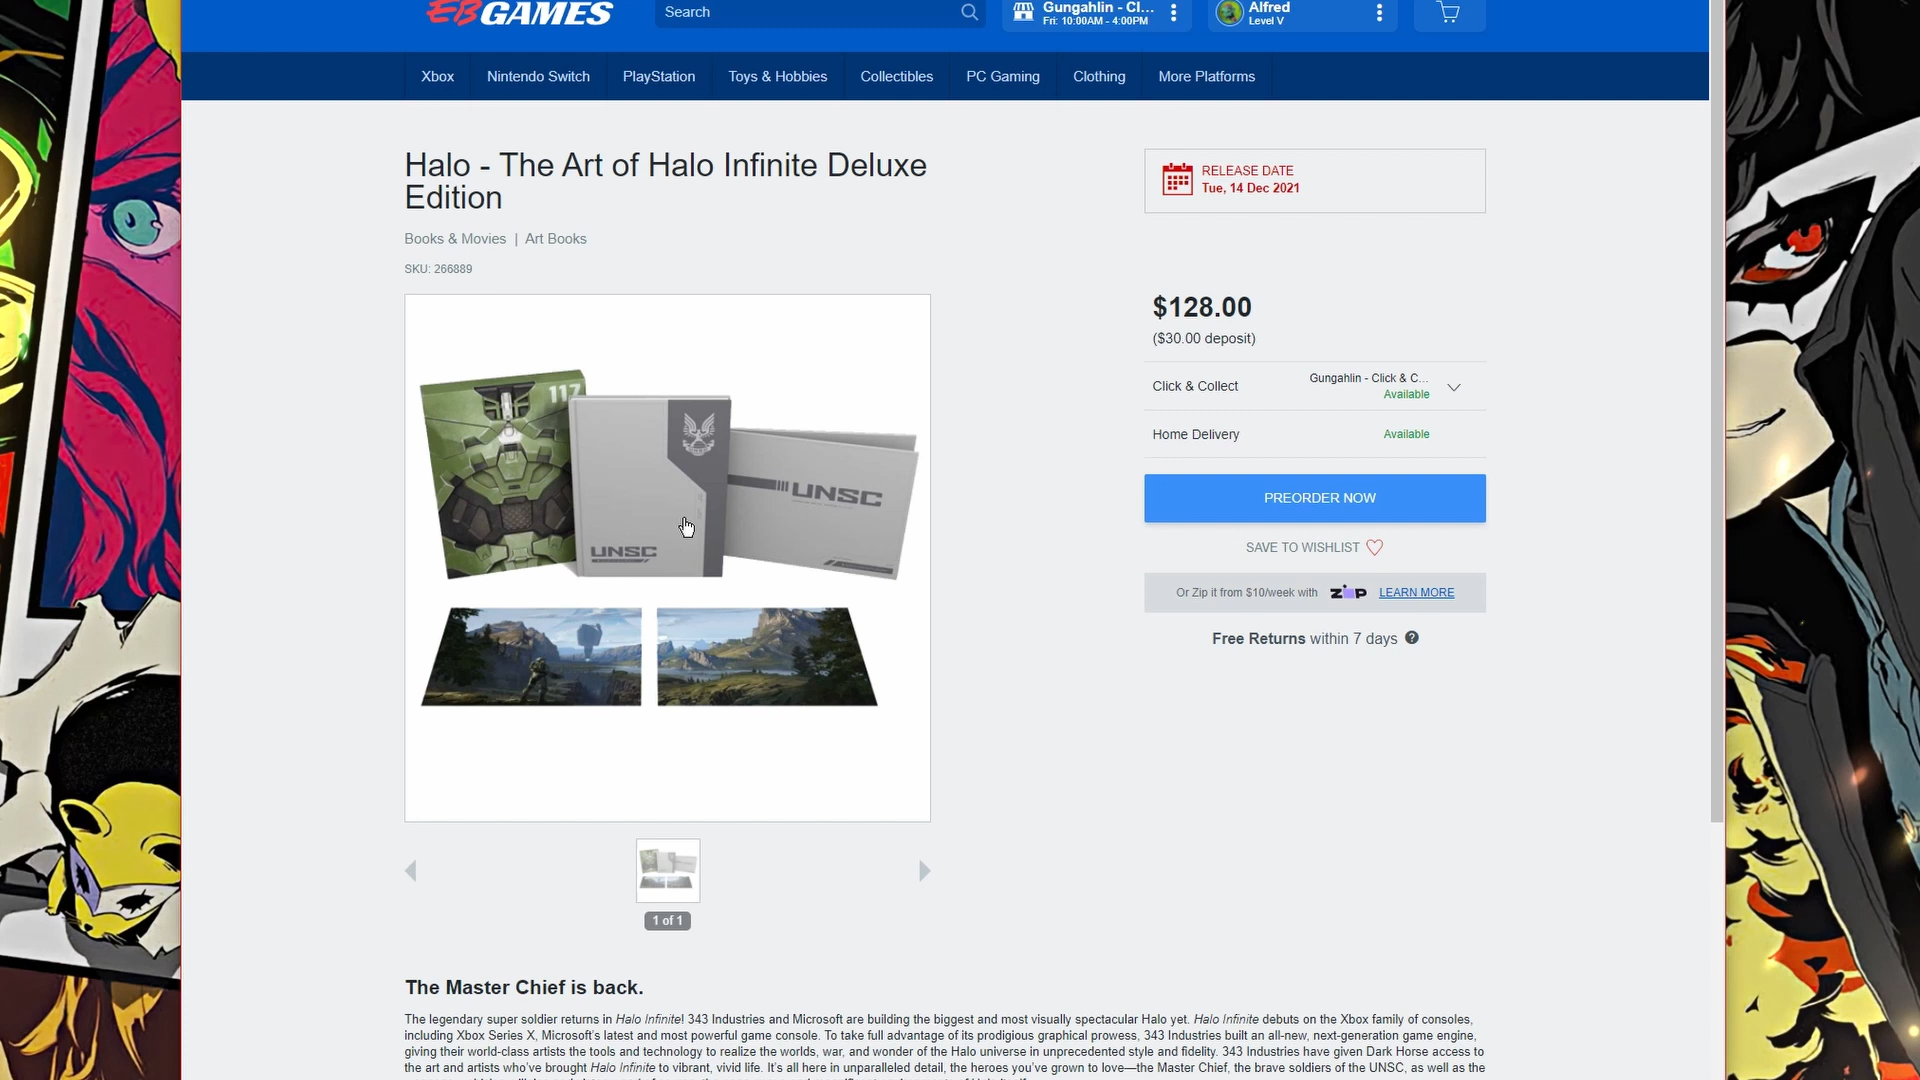 EBGAMES
Search
Gungahlin - Cl...
Fri: 10:00AM - 4:00PM
Alfred
Level V
Xbox
Nintendo Switch
PlayStation
Toys & Hobbies
Collectibles
PC Gaming
Clothing
More Platforms
Halo - The Art of Halo Infinite Deluxe
Edition
Books & Movies | Art Books
SKU: 266889
RELEASE DATE
Tue, 14 Dec 2021
$128.00
($30.00 deposit)
Click & Collect
Gungahlin - Click & C...
Available
Home Delivery
Available
PREORDER NOW
SAVE TO WISHLIST
Or Zip it from $10/week with zip LEARN MORE
Free Returns within 7 days ?
117
UNSC
UNSC
1 of 1
The Master Chief is back.
The legendary super soldier returns in Halo Infinite! 343 Industries and Microsoft are building the biggest and most visually spectacular Halo yet. Halo Infinite debuts on the Xbox family of consoles,
including Xbox Series X, Microsoft's latest and most powerful game console. To take full advantage of its prodigious graphical prowess, 343 Industries built an all-new, next-generation game engine,
giving their world-class artists the tools and technology to realize the worlds, war, and wonder of the Halo universe in unprecedented style and fidelity. 343 Industries have given Dark Horse access to
the art and artists who've brought Halo Infinite to vibrant, vivid life. It's all here in unparalleled detail, the heroes you've grown to love—the Master Chief, the brave soldiers of the UNSC, as well as the